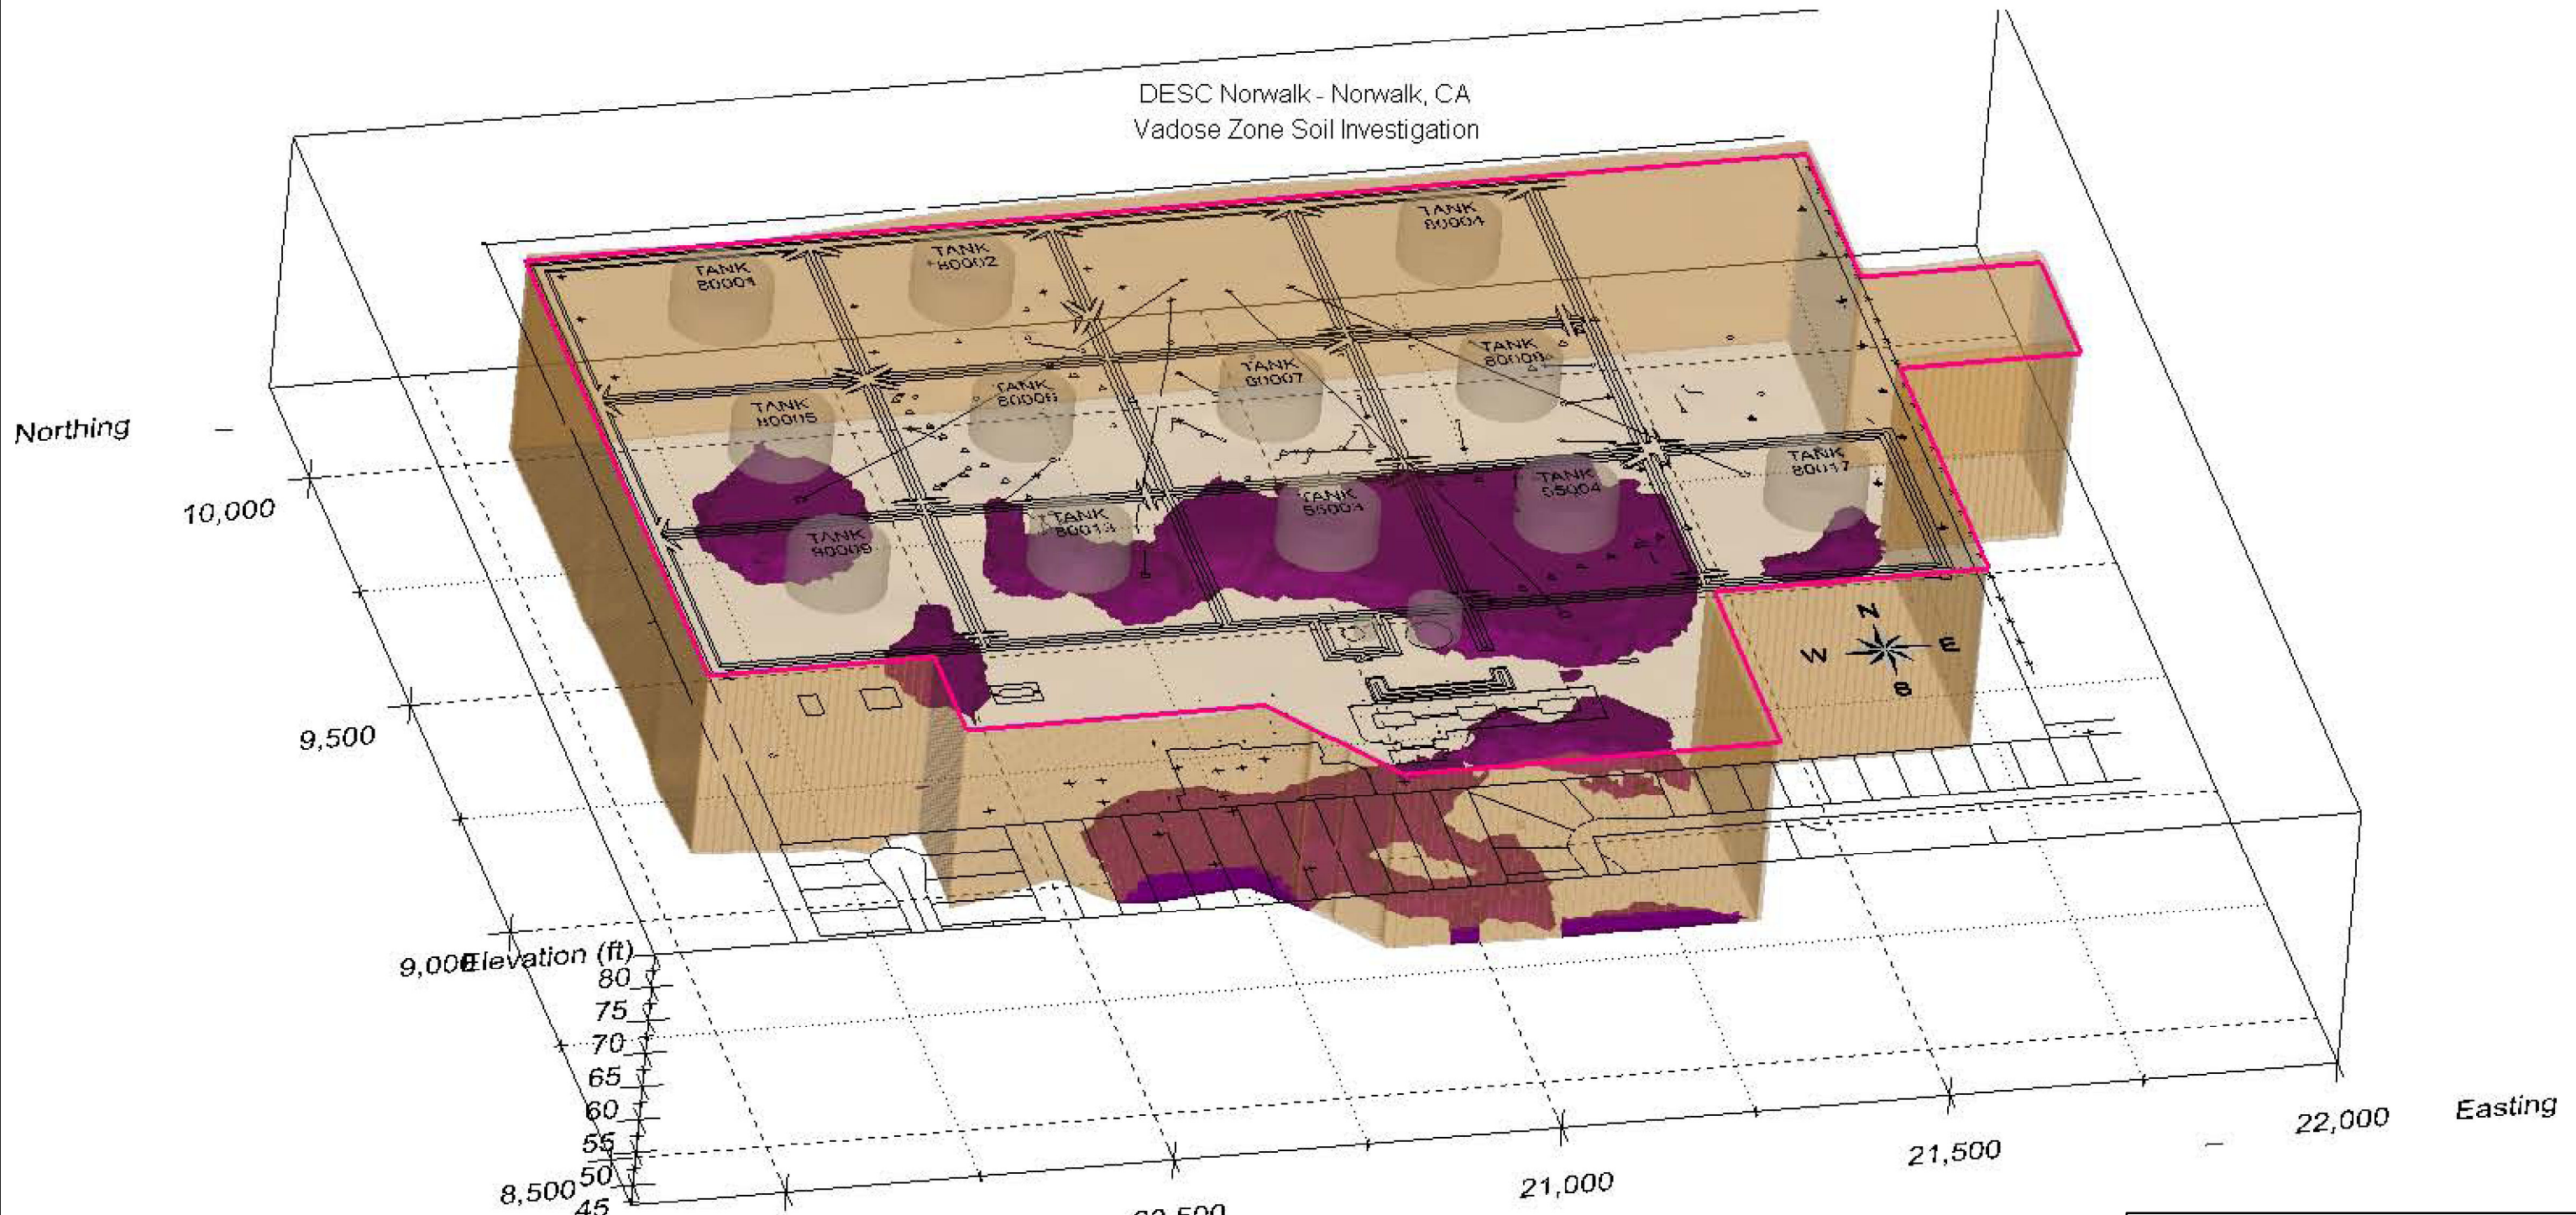 DESC Norwalk - Norwalk, CA
Vadose Zone Soil Investigation
TANK
80001
TANK
80002
TANK
80004
TANK
80005
TANK
TANK
TANK
80008
TANK
80009
TANK
80013
TANK
55003
TANK
55004
TANK
80017
N
W
E
S
Northing
10,000
9,500
9,000
8,500
Elevation (ft)
80
75
70
65
60
55
50
45
21,000
21,500
22,000
Easting